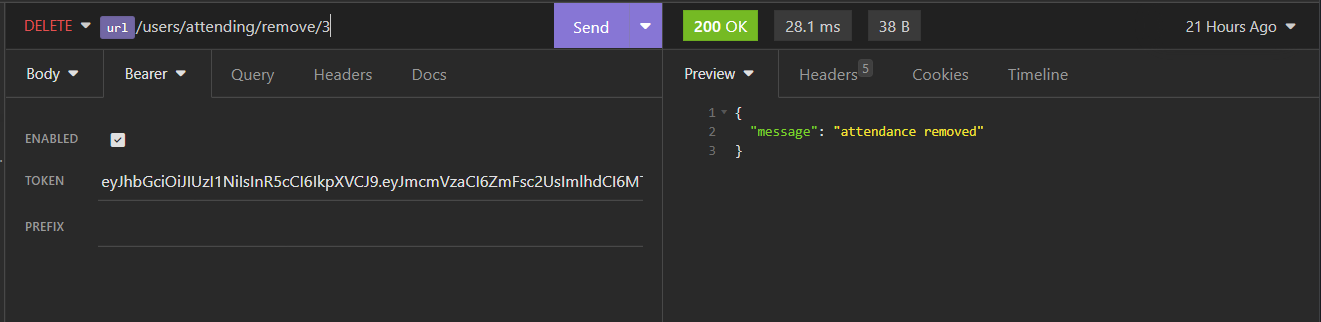 DELETE url /users/attending/remove/3 Send 200 OK 28.1 ms 38 B 21 Hours Ago
Body Bearer Query Headers Docs Preview Headers 5 Cookies Timeline
ENABLED
TOKEN eyJhbGciOiJIUzI1NiIsInR5cCI6IkpXVCJ9.eyJmcmVzaCI6ZmFsc2UsImlhdCI6MT
PREFIX
1 {
2 "message": "attendance removed"
3 }